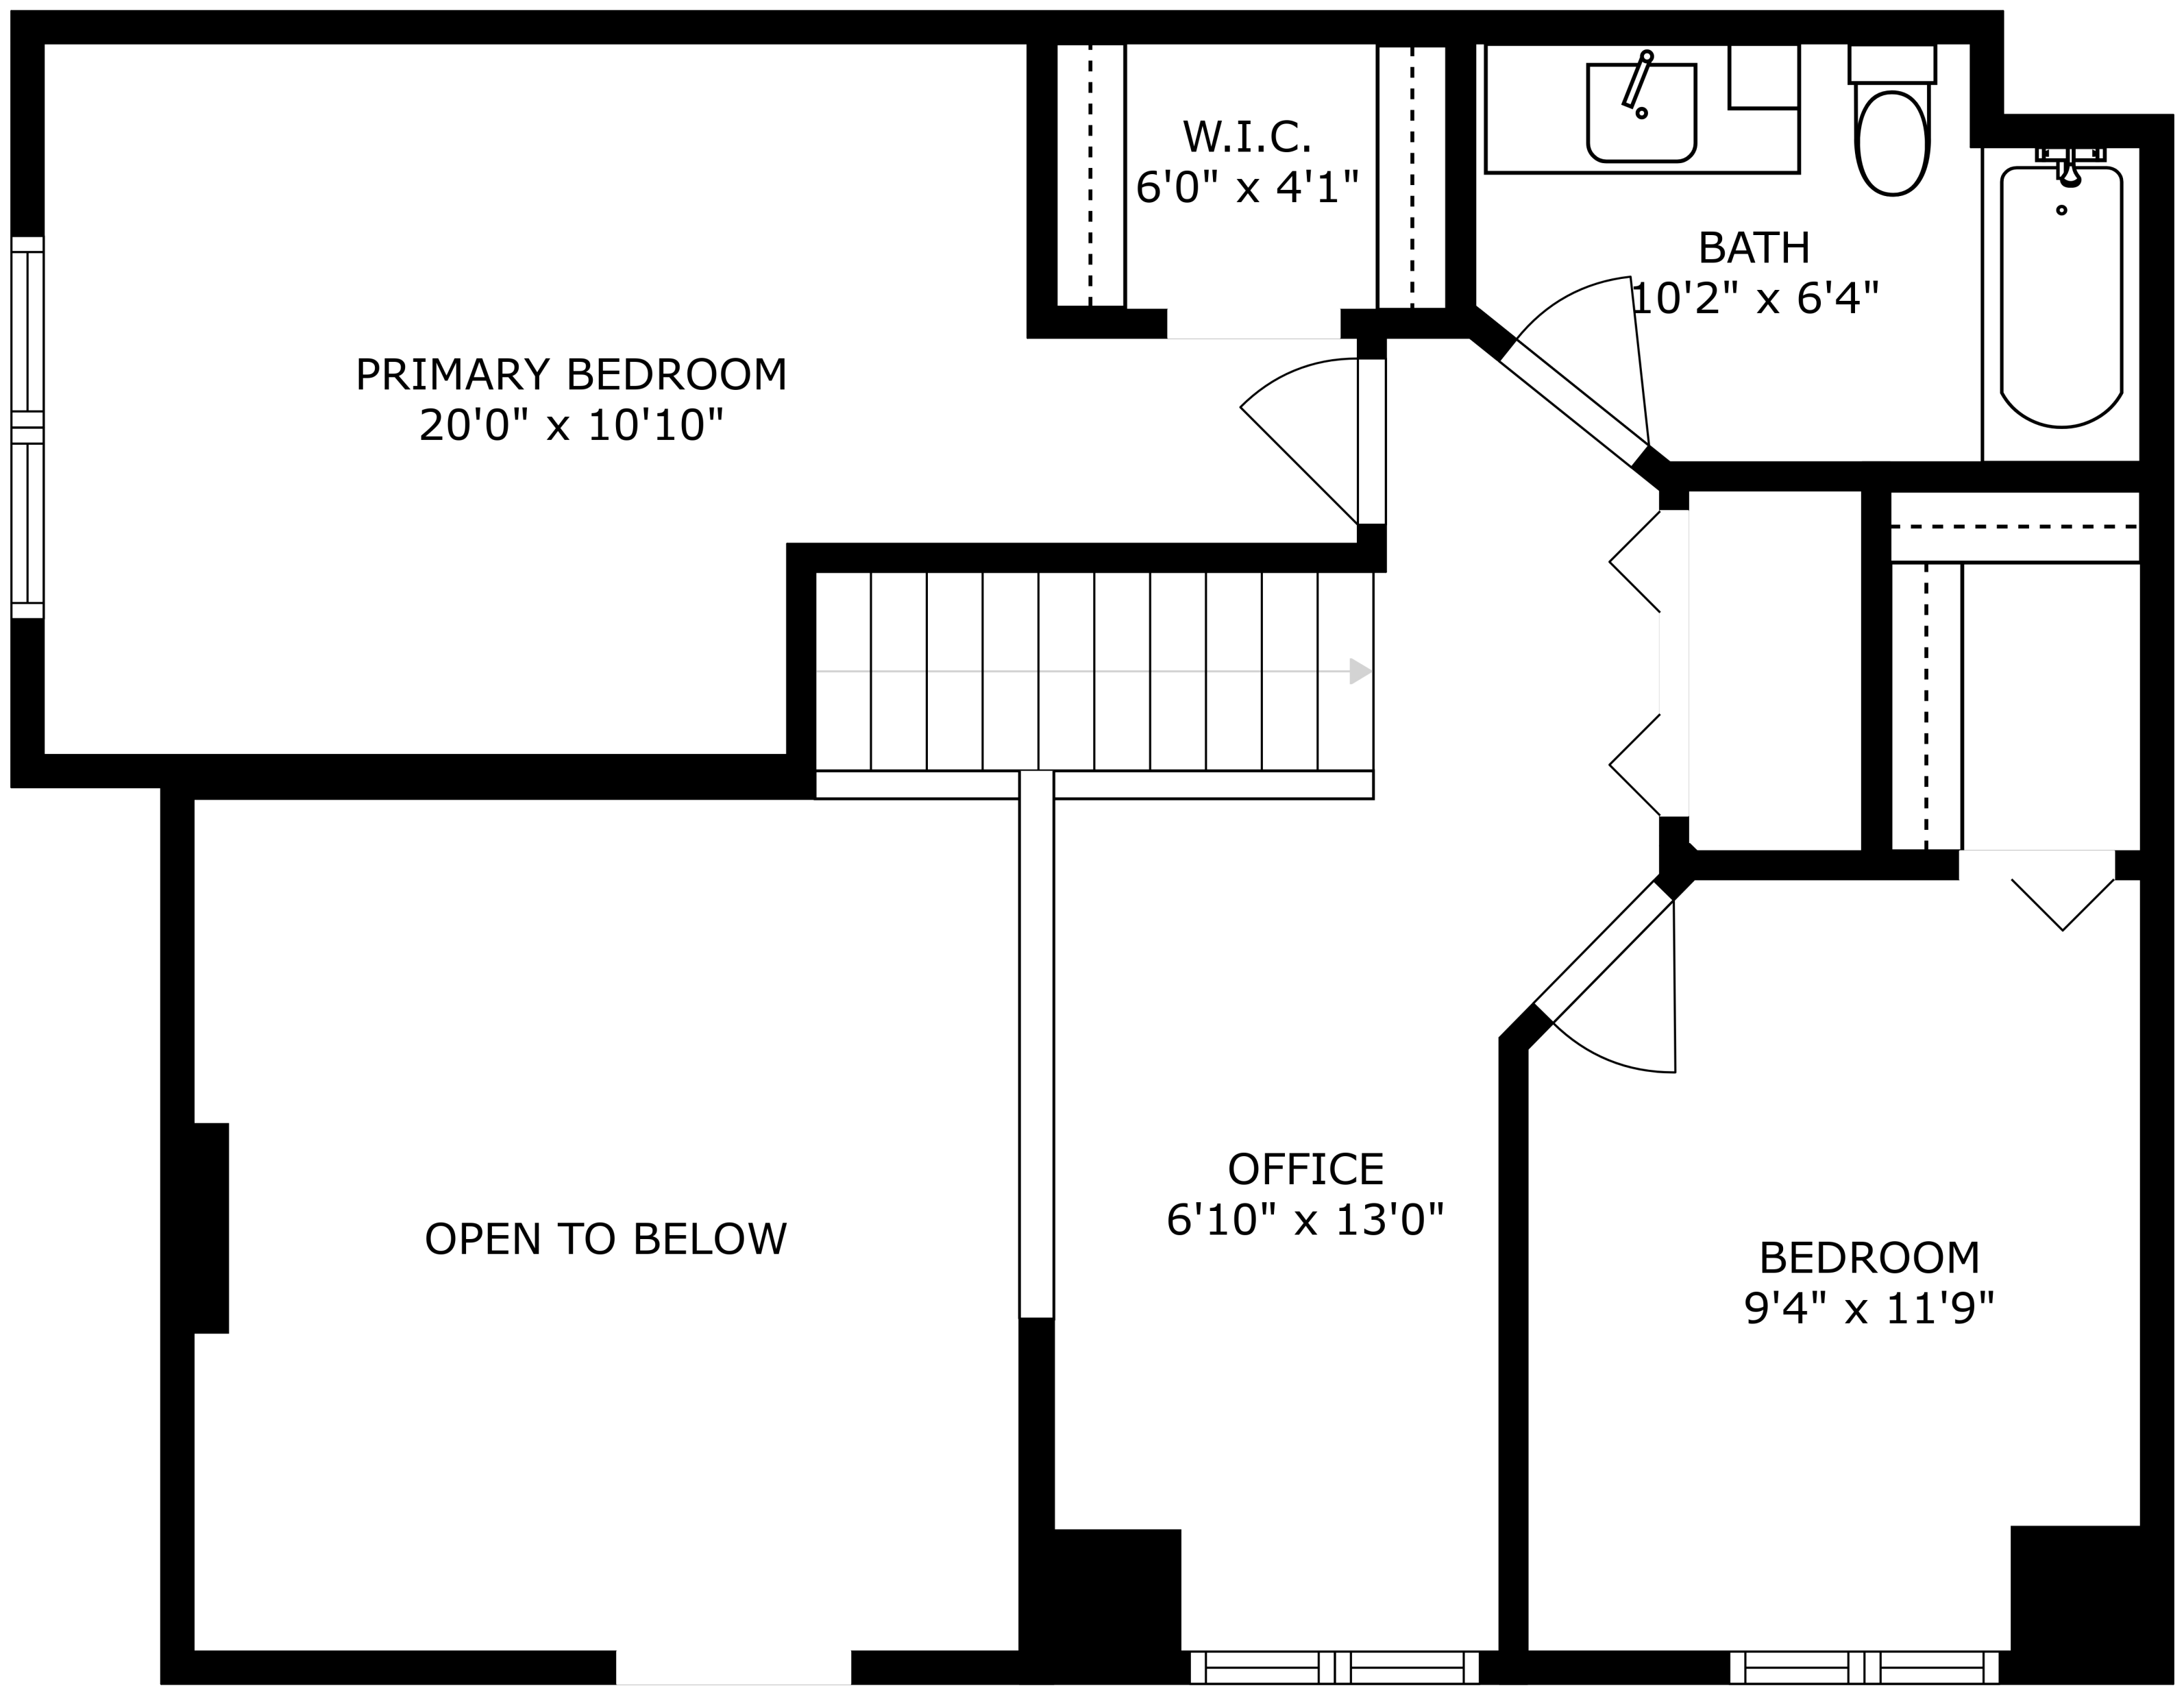 W.I.C.
6'0" x 4'1"
BATH
10'2" x 6'4"
PRIMARY BEDROOM
20'0" x 10'10"
OFFICE
6'10" x 13'0"
OPEN TO BELOW
BEDROOM
9'4" x 11'9"